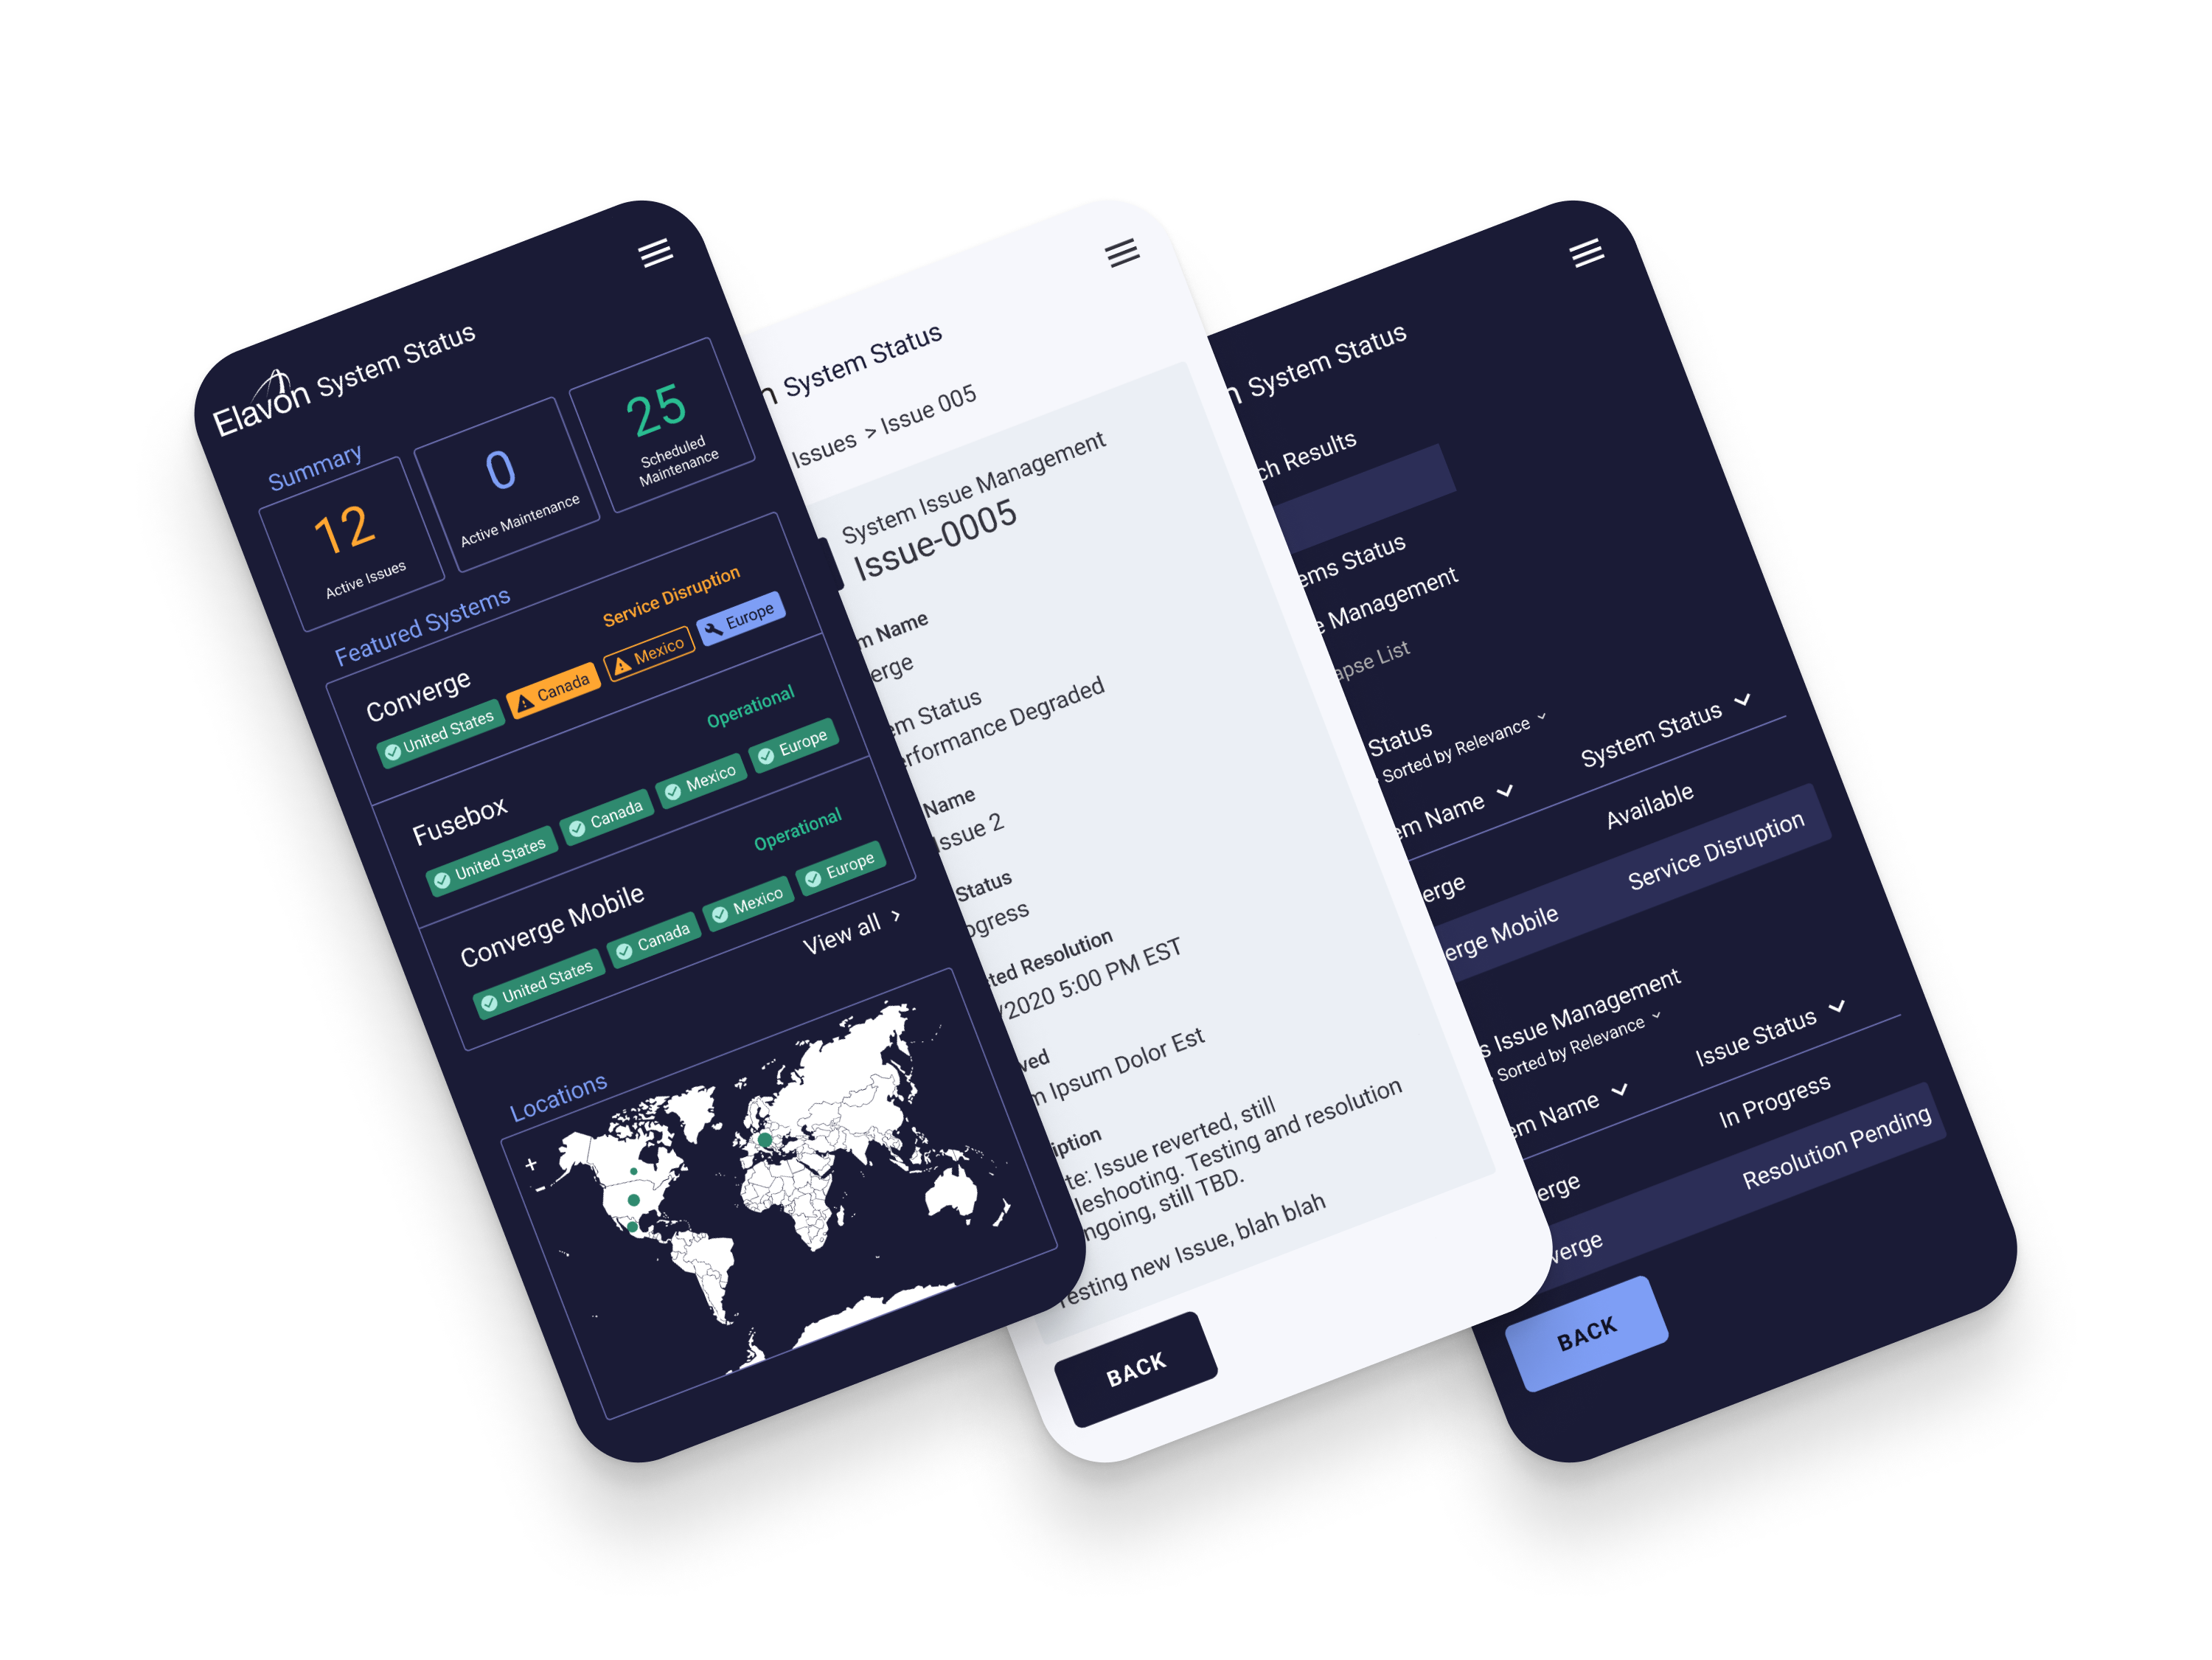 Elavon System Status
Summary
12
Active Issues
0
Active Maintenance
25
Scheduled
Maintenance
Featured Systems
Converge
Service Disruption
United States
Canada
Mexico
Europe
Fusebox
Operational
United States
Canada
Mexico
Europe
Converge Mobile
Operational
United States
Canada
Mexico
Europe
View all >
Locations
+
n System Status
Issues > Issue 005
System Issue Management
Issue-0005
m Name
erge
em Status
erformance Degraded
Name
Issue 2
Status
ogress
ted Resolution
/2020 5:00 PM EST
ved
m Ipsum Dolor Est
iption
te: Issue reverted, still
leshooting. Testing and resolution
ngoing, still TBD.
Testing new Issue, blah blah
BACK
n System Status
ch Results
ems Status
e Management
apse List
Status
Sorted by Relevance
em Name
System Status
erge
Available
erge Mobile
Service Disruption
s Issue Management
Sorted by Relevance
em Name
Issue Status
erge
In Progress
verge
Resolution Pending
BACK